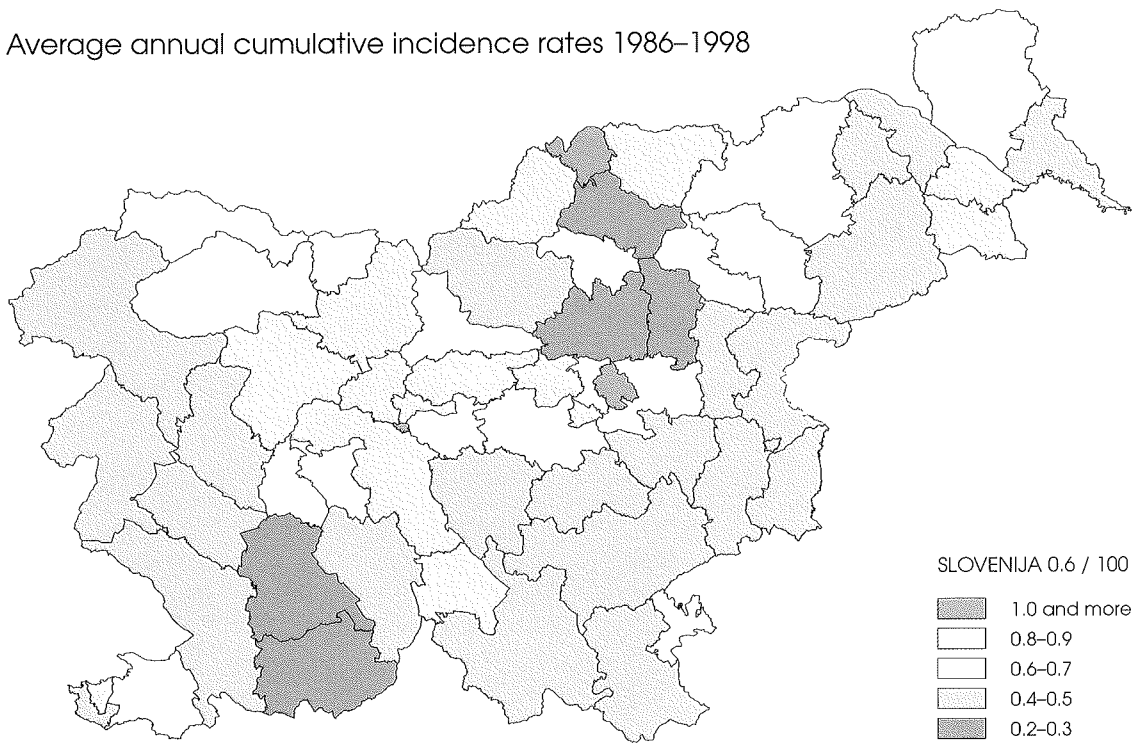 Average annual cumulative incidence rates 1986–1998
SLOVENIJA 0.6 / 100
1.0 and more
0.8–0.9
0.6–0.7
0.4–0.5
0.2–0.3